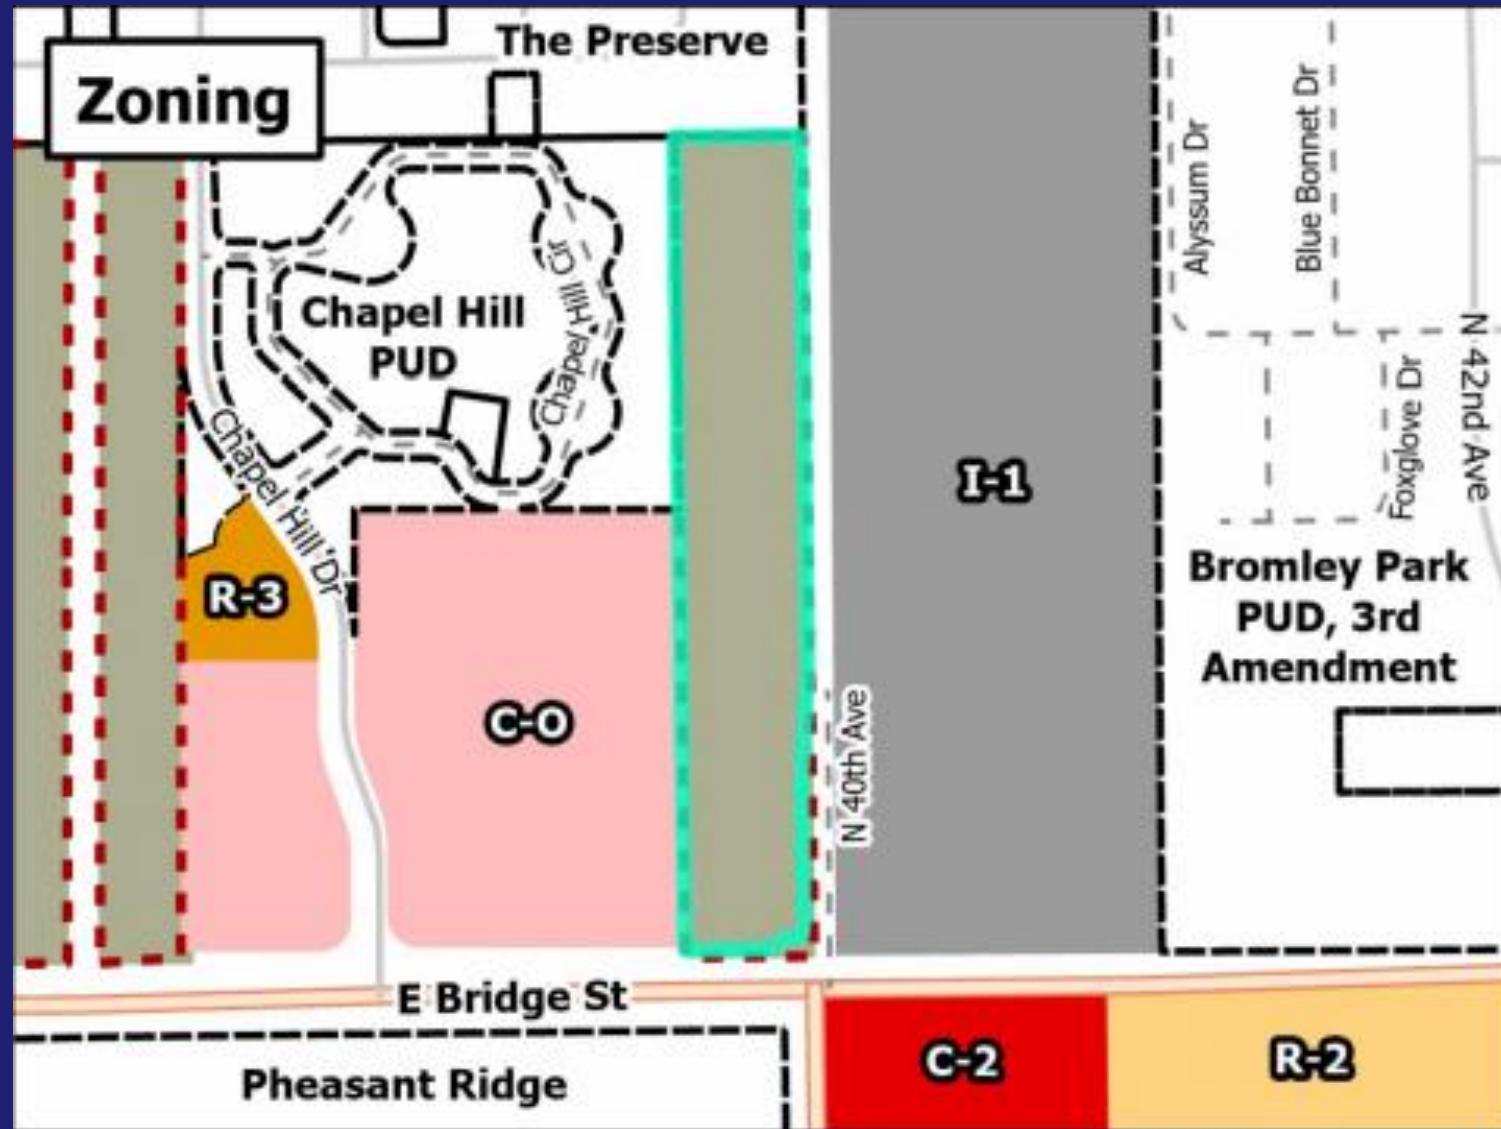 The Preserve
Zoning
Alyssum Dr
Blue Bonnet Dr
Chapel Hill
PUD
Chapel Hill Cir
N 42nd Ave
Foxglove Dr
Chapel Hill Dr
I-1
Bromley Park
PUD, 3rd
Amendment
R-3
C-O
N 40th Ave
E Bridge St
C-2
R-2
Pheasant Ridge